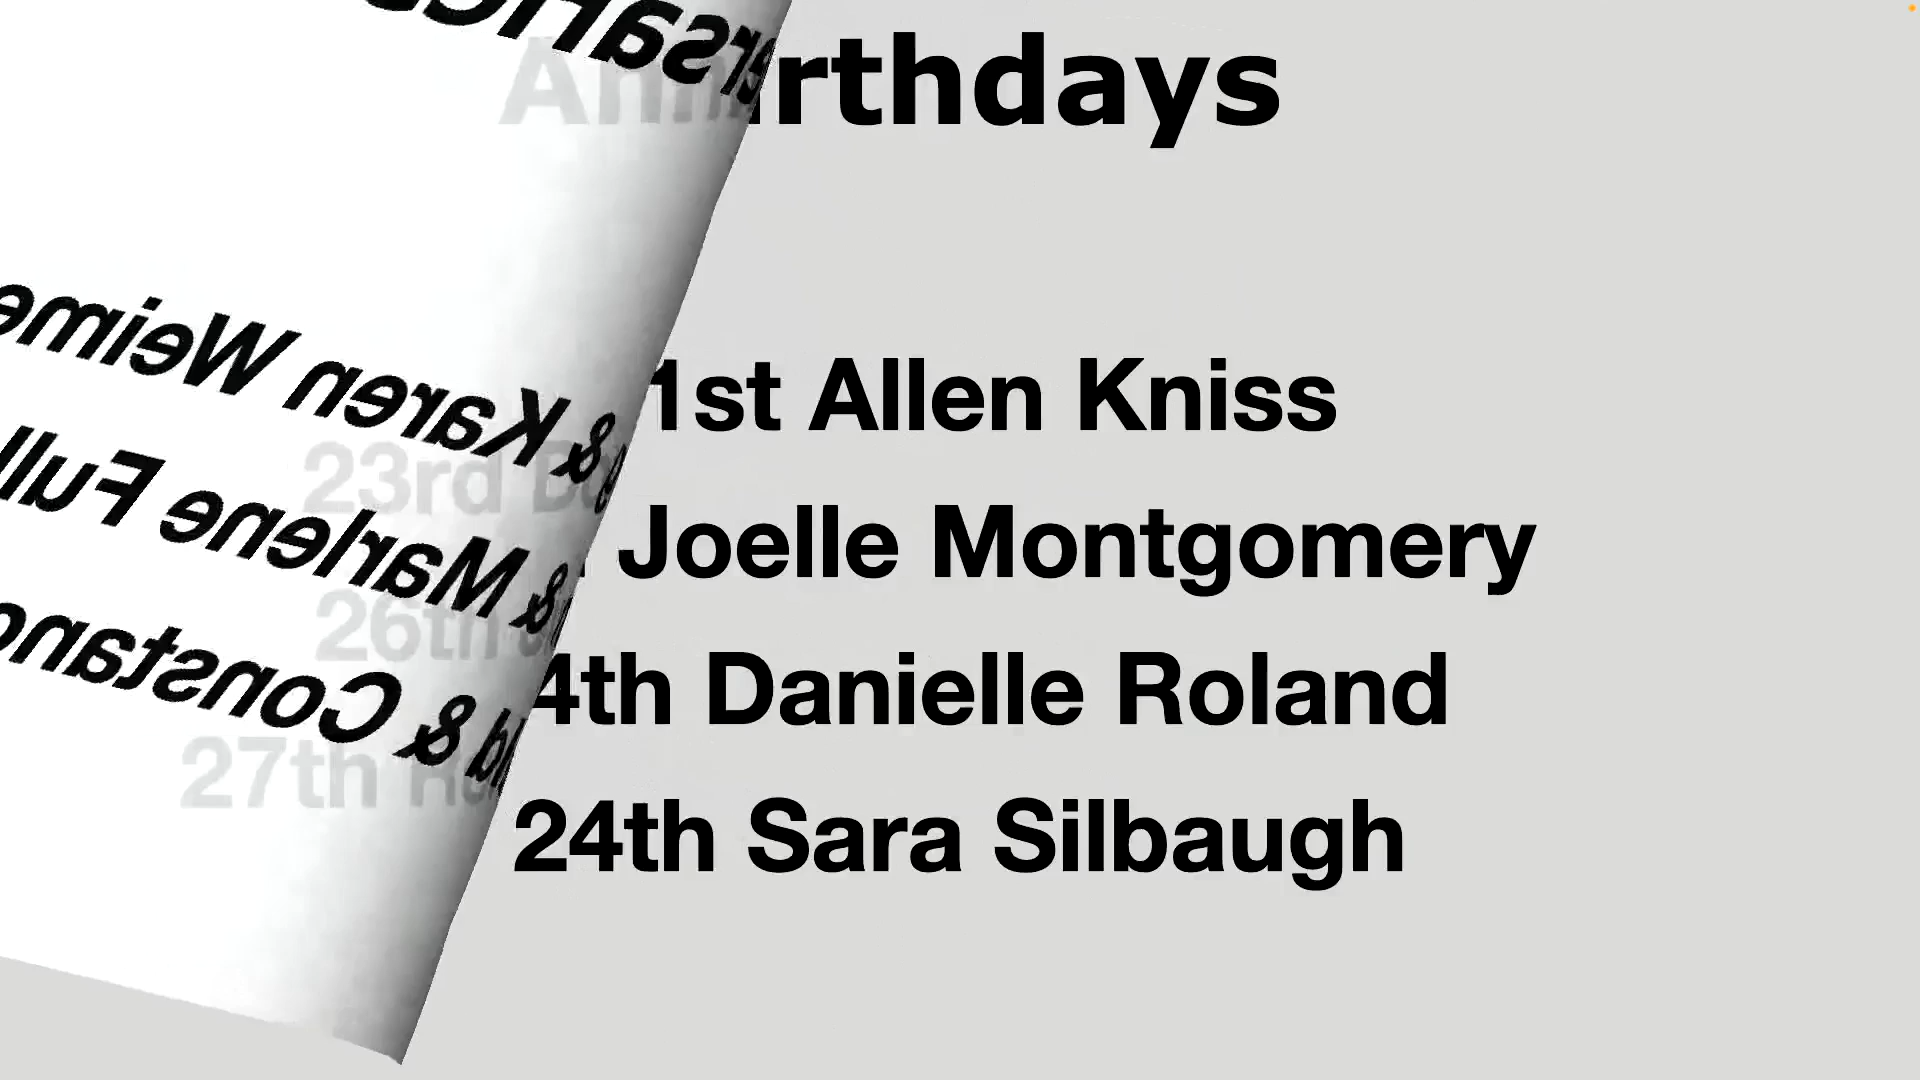 rthdays
1st Allen Kniss
Joelle Montgomery
4th Danielle Roland
24th Sara Silbaugh
& Karen Weime
23rd
& Marlene Full
26th
& Constanc
27th